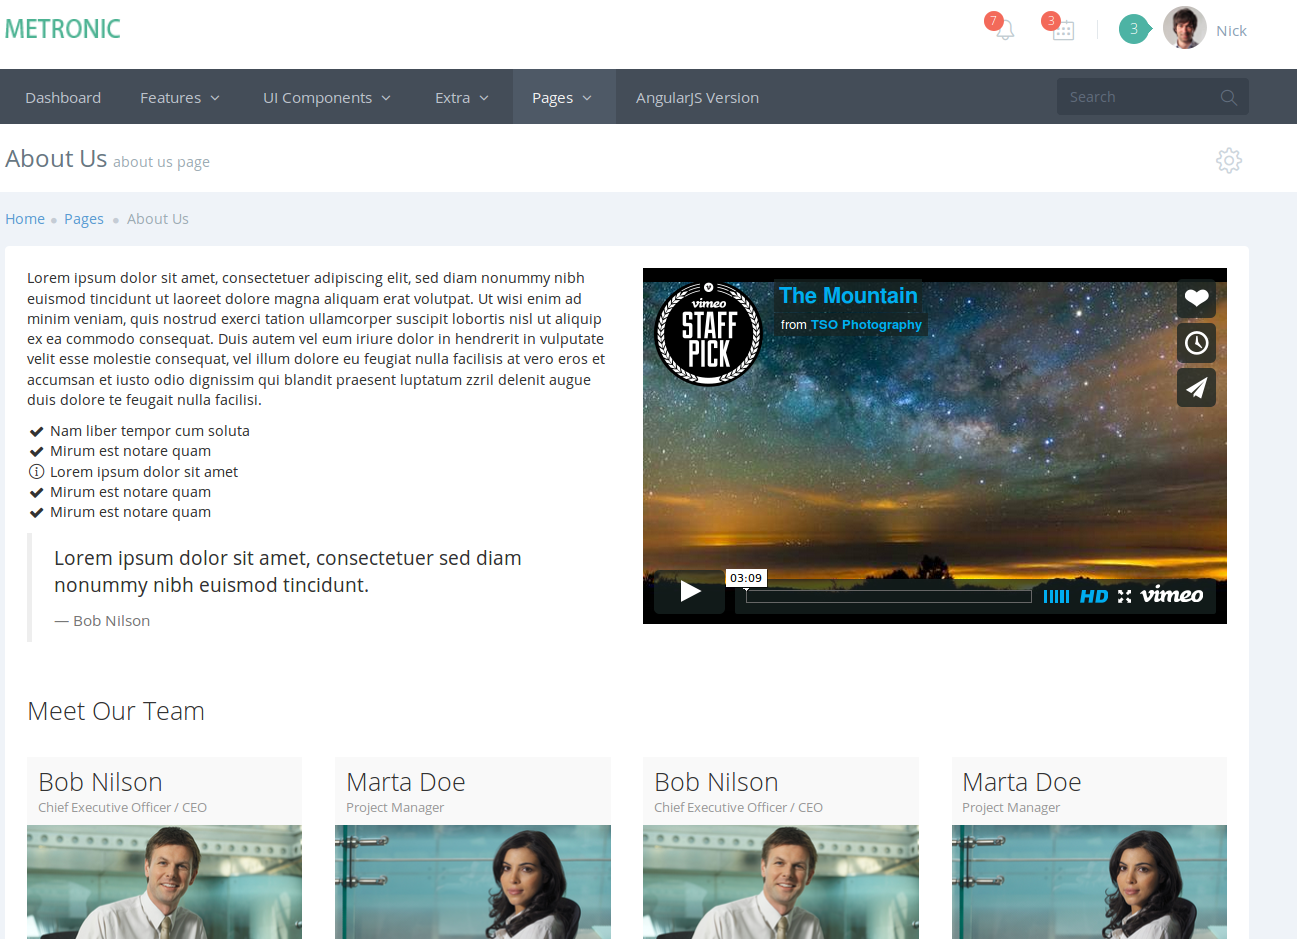 METRONIC
7
3
3
Nick
Dashboard
Features
UI Components
Extra
Pages
AngularJS Version
Search
About Us about us page
Home
Pages
About Us
Lorem ipsum dolor sit amet, consectetuer adipiscing elit, sed diam nonummy nibh
euismod tincidunt ut laoreet dolore magna aliquam erat volutpat. Ut wisi enim ad
minim veniam, quis nostrud exerci tation ullamcorper suscipit lobortis nisl ut aliquip
ex ea commodo consequat. Duis autem vel eum iriure dolor in hendrerit in vulputate
velit esse molestie consequat, vel illum dolore eu feugiat nulla facilisis at vero eros et
accumsan et iusto odio dignissim qui blandit praesent luptatum zzril delenit augue
duis dolore te feugait nulla facilisi.
Nam liber tempor cum soluta
Mirum est notare quam
Lorem ipsum dolor sit amet
Mirum est notare quam
Mirum est notare quam
Lorem ipsum dolor sit amet, consectetuer sed diam
nonummy nibh euismod tincidunt.
— Bob Nilson
vimeo
STAFF
PICK
The Mountain
from TSO Photography
03:09
HD
vimeo
Meet Our Team
Bob Nilson
Chief Executive Officer / CEO
Marta Doe
Project Manager
Bob Nilson
Chief Executive Officer / CEO
Marta Doe
Project Manager